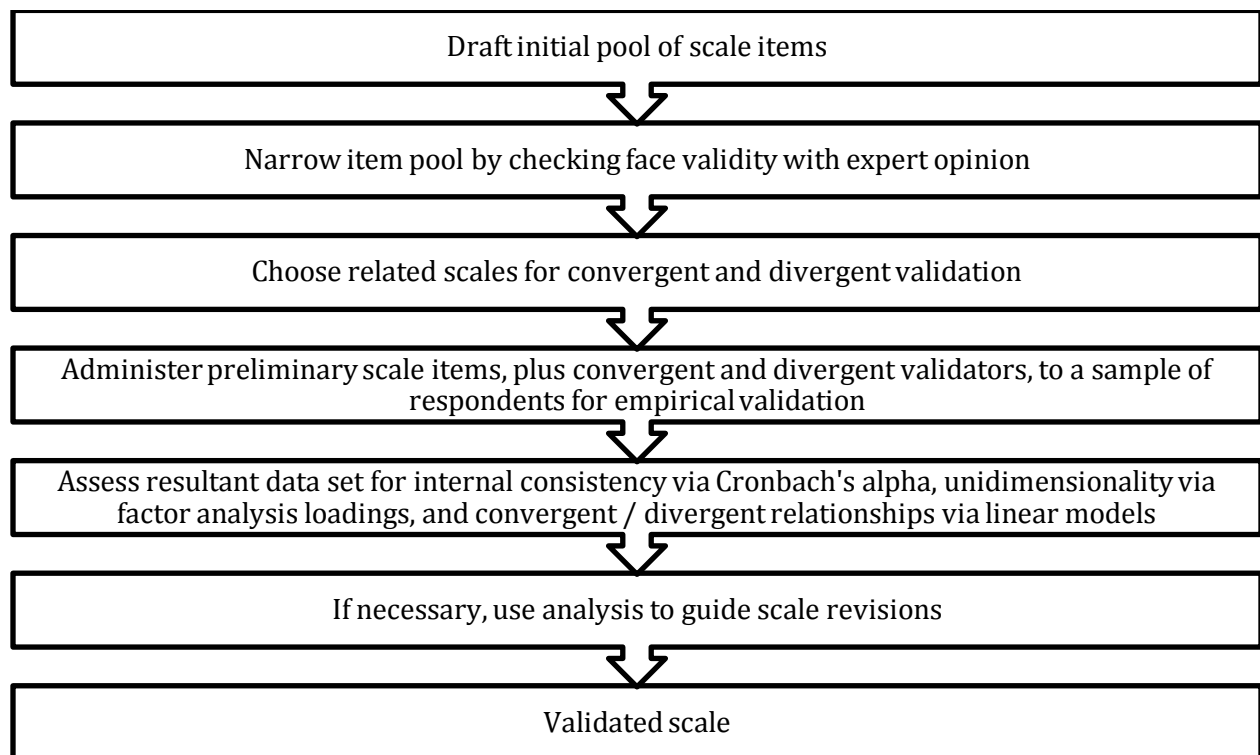 Draft initial pool of scale items
Narrow item pool by checking face validity with expert opinion
Choose related scales for convergent and divergent validation
Administer preliminary scale items, plus convergent and divergent validators, to a sample of
respondents for empirical validation
Assess resultant data set for internal consistency via Cronbach's alpha, unidimensionality via
factor analysis loadings, and convergent / divergent relationships via linear models
If necessary, use analysis to guide scale revisions
Validated scale